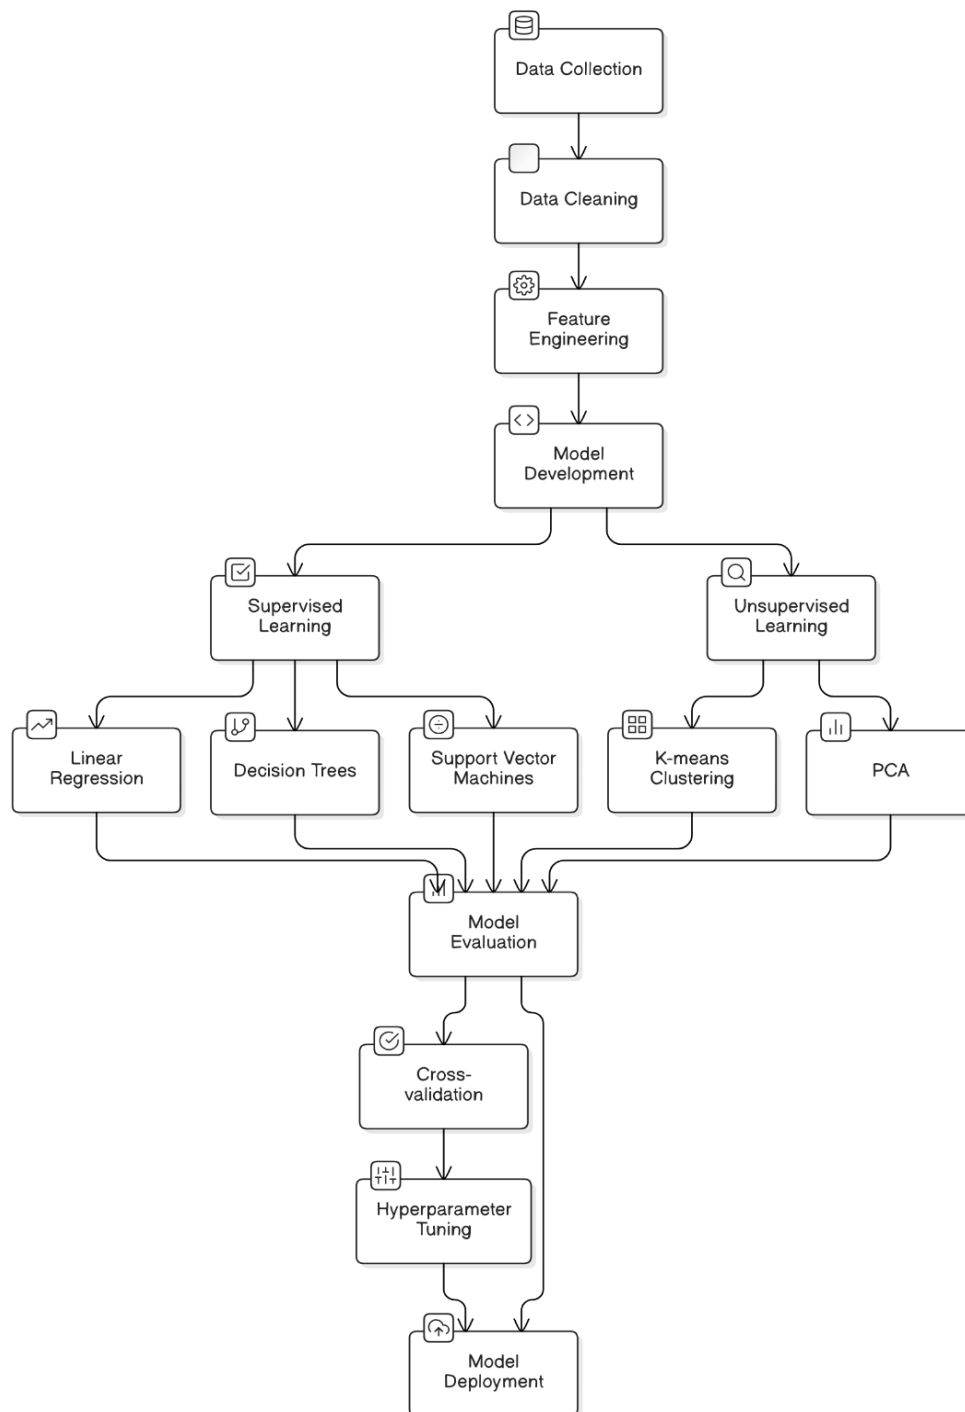 Data Collection
Data Cleaning
Feature
Engineering
Model
Development
Supervised
Learning
Unsupervised
Learning
Linear
Regression
Decision Trees
Support Vector
Machines
K-means
Clustering
PCA
Model
Evaluation
Cross-
validation
Hyperparameter
Tuning
Model
Deployment